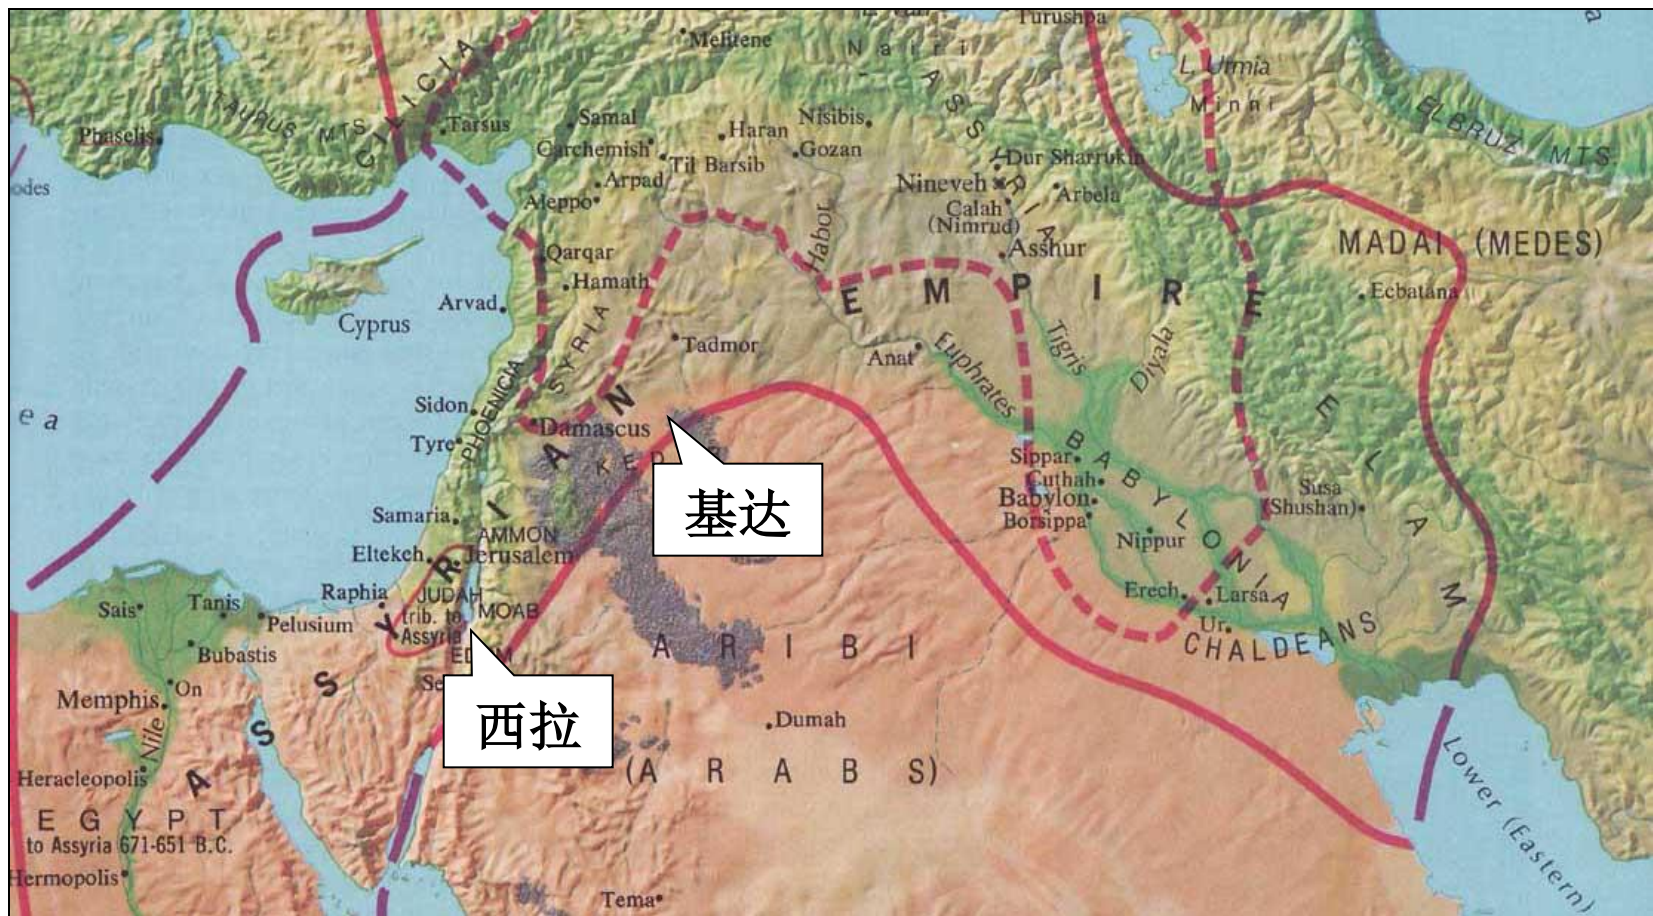 Turushpa
Melitene
Nairi
L. Urmia
Minni
ELBRUZ MTS.
TAURUS MTS.
CILICIA
Phaselis
Tarsus
Samal
Carchemish
Haran
Nisibis
Gozan
Til Barsib
ASSYRIA
Dur Sharrukin
Nineveh
Arbela
Calah
(Nimrud)
Asshur
odes
Arpad
Aleppo
Habor
MADAI (MEDES)
Qarqar
Hamath
Ecbatana
Arvad
Cyprus
SYRIA
ASSYRIAN EMPIRE
Tadmor
Anat
Euphrates
Tigris
Diyala
PHOENICIA
Sidon
Tyre
Damascus
KED
ea
ELAM
基达
BABYLONIA
Sippar
Cuthah
Babylon
Borsippa
Nippur
Susa
(Shushan)
Samaria
AMMON
Eltekeh
Jerusalem
Raphia
JUDAH
trib. to
Assyria
MOAB
EDOM
Se
西拉
Erech
Larsa
Ur
CHALDEANS
Sais
Tanis
Pelusium
Bubastis
Memphis
On
Nile
Heracleopolis
EGYPT
to Assyria 671-651 B.C.
Hermopolis
ARIBI
Dumah
(ARABS)
Tema
Lower (Eastern)